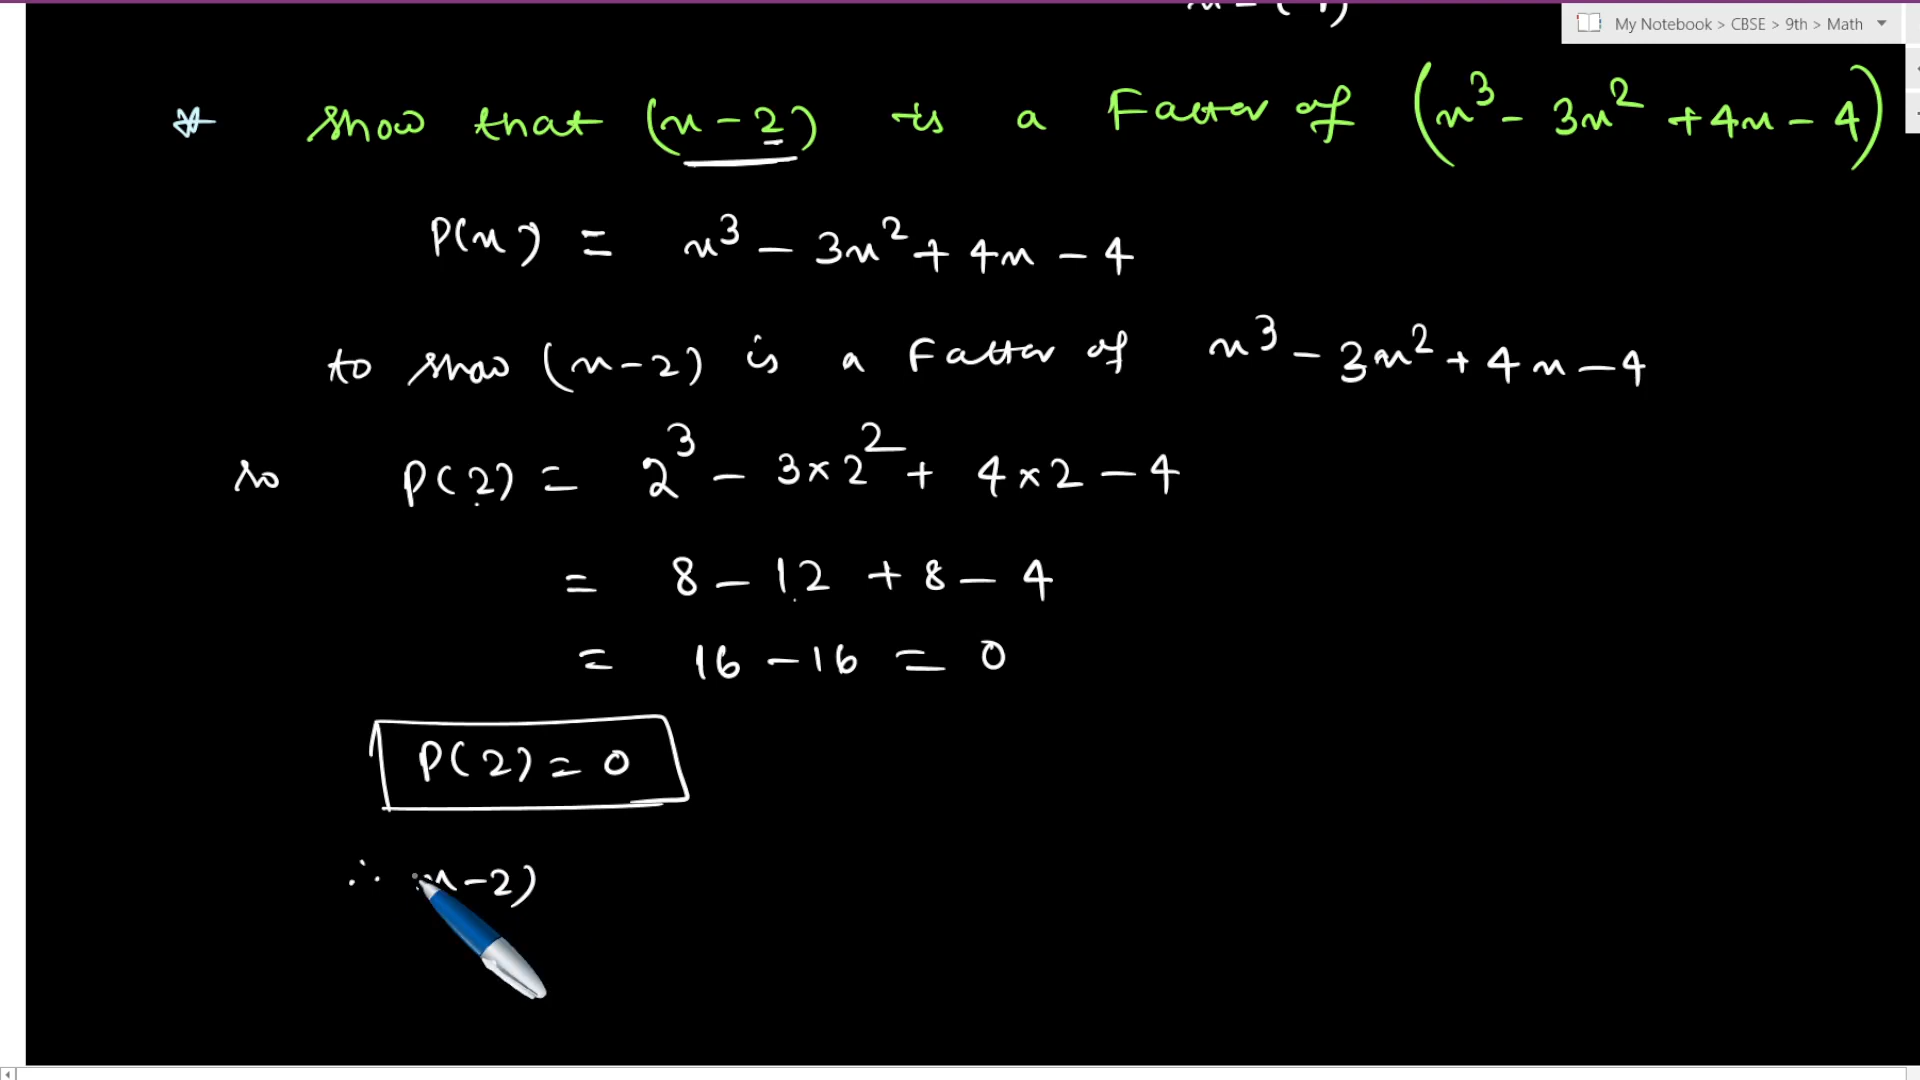 My Notebook > CBSE > 9th > Math
* show that (x - 2) is a Factor of (x³ - 3x² + 4x - 4)
P(x) = x³ - 3x² + 4x - 4
to show (x - 2) is a Factor of x³ - 3x² + 4x - 4
so P(2) = 2³ - 3 × 2² + 4 × 2 - 4
= 8 - 12 + 8 - 4
= 16 - 16 = 0
P(2) = 0
∴ x - 2)